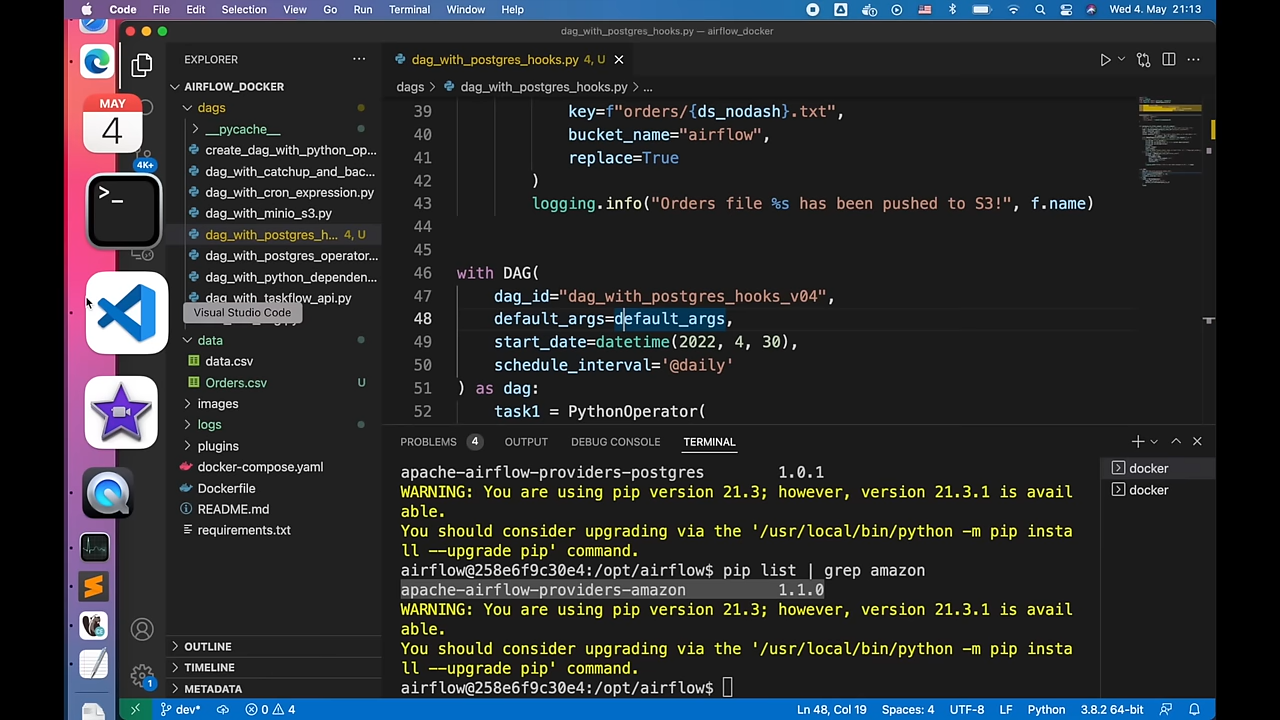 Code File Edit Selection View Go Run Terminal Window Help Wed 4. May 21:13
dag_with_postgres_hooks.py — airflow_docker
MAY
4
4K+
>_
Visual Studio Code
EXPLORER
AIRFLOW_DOCKER
dags
__pycache__
create_dag_with_python_op...
dag_with_catchup_and_bac...
dag_with_cron_expression.py
dag_with_minio_s3.py
dag_with_postgres_h... 4, U
dag_with_postgres_operator...
dag_with_python_dependen...
dag_with_taskflow_api.py
data
data.csv
Orders.csv U
images
logs
plugins
docker-compose.yaml
Dockerfile
README.md
requirements.txt
OUTLINE
TIMELINE
METADATA
1
dag_with_postgres_hooks.py 4, U
dags > dag_with_postgres_hooks.py > ...
39 key=f"orders/{ds_nodash}.txt",
40 bucket_name="airflow",
41 replace=True
42 )
43 logging.info("Orders file %s has been pushed to S3!", f.name)
44
45
46 with DAG(
47 dag_id="dag_with_postgres_hooks_v04",
48 default_args=default_args,
49 start_date=datetime(2022, 4, 30),
50 schedule_interval='@daily'
51 ) as dag:
52 task1 = PythonOperator(
PROBLEMS 4 OUTPUT DEBUG CONSOLE TERMINAL
apache-airflow-providers-postgres 1.0.1
WARNING: You are using pip version 21.3; however, version 21.3.1 is avail
able.
You should consider upgrading via the '/usr/local/bin/python -m pip insta
ll --upgrade pip' command.
airflow@258e6f9c30e4:/opt/airflow$ pip list | grep amazon
apache-airflow-providers-amazon 1.1.0
WARNING: You are using pip version 21.3; however, version 21.3.1 is avail
able.
You should consider upgrading via the '/usr/local/bin/python -m pip insta
ll --upgrade pip' command.
airflow@258e6f9c30e4:/opt/airflow$
docker
docker
dev* 0 4 Ln 48, Col 19 Spaces: 4 UTF-8 LF Python 3.8.2 64-bit